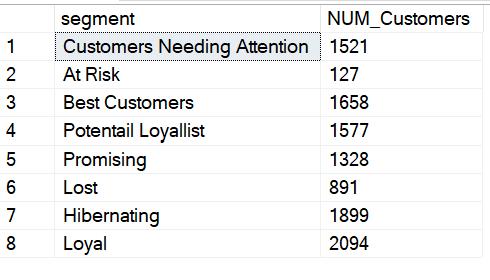 segment NUM_Customers
1 Customers Needing Attention 1521
2 At Risk 127
3 Best Customers 1658
4 Potentail Loyallist 1577
5 Promising 1328
6 Lost 891
7 Hibernating 1899
8 Loyal 2094